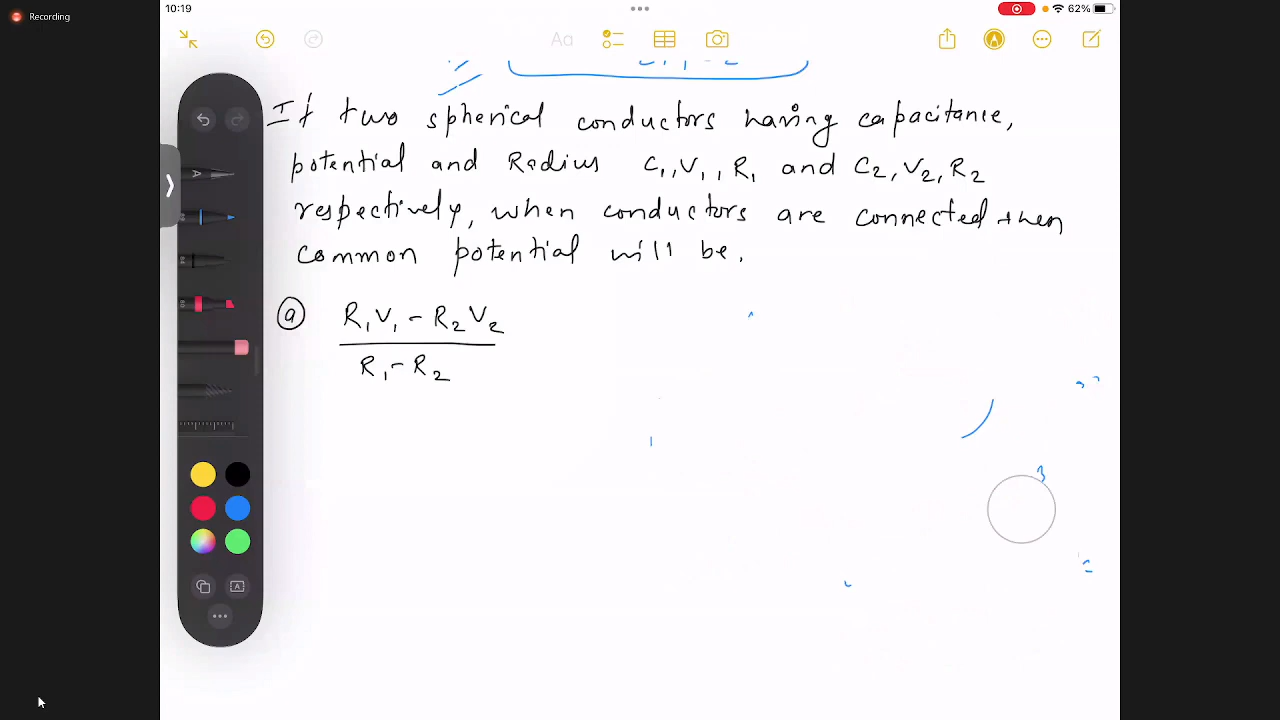 Recording
10:19
62%
Aa
If two spherical conductors having capacitance,
potential and Radius C₁,V₁,R₁ and C₂,V₂,R₂
respectively, when conductors are connected then
common potential will be.
(a) R₁V₁-R₂V₂
R₁-R₂